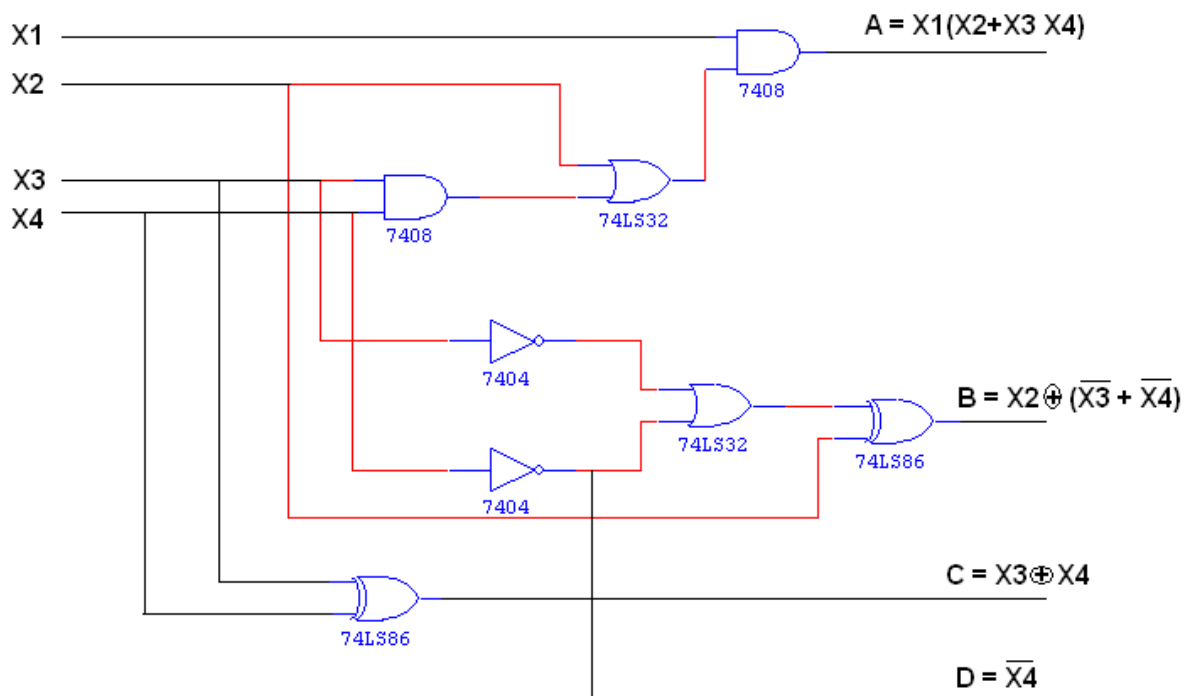 X1
A = X1(X2+X3 X4)
X2
7408
X3
X4
74LS32
7408
7404
B = X2 ⊕ (X̅3̅ + X̅4̅)
74LS32
74LS86
7404
C = X3⊕X4
74LS86
D = X̅4̅